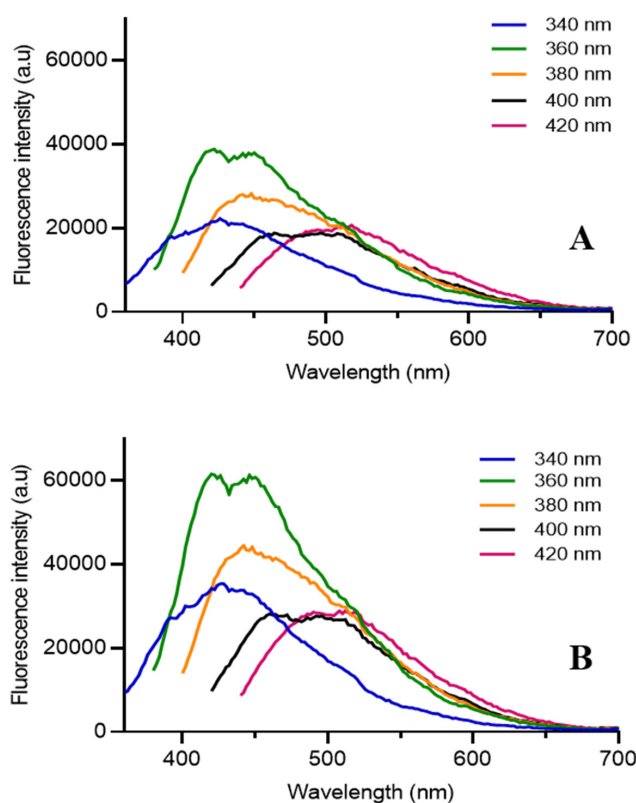 Fluorescence intensity (a.u)
60000
40000
20000
0
400
500
600
700
Wavelength (nm)
340 nm
360 nm
380 nm
400 nm
420 nm
A
Fluorescence intensity (a.u)
60000
40000
20000
0
400
500
600
700
Wavelength (nm)
340 nm
360 nm
380 nm
400 nm
420 nm
B